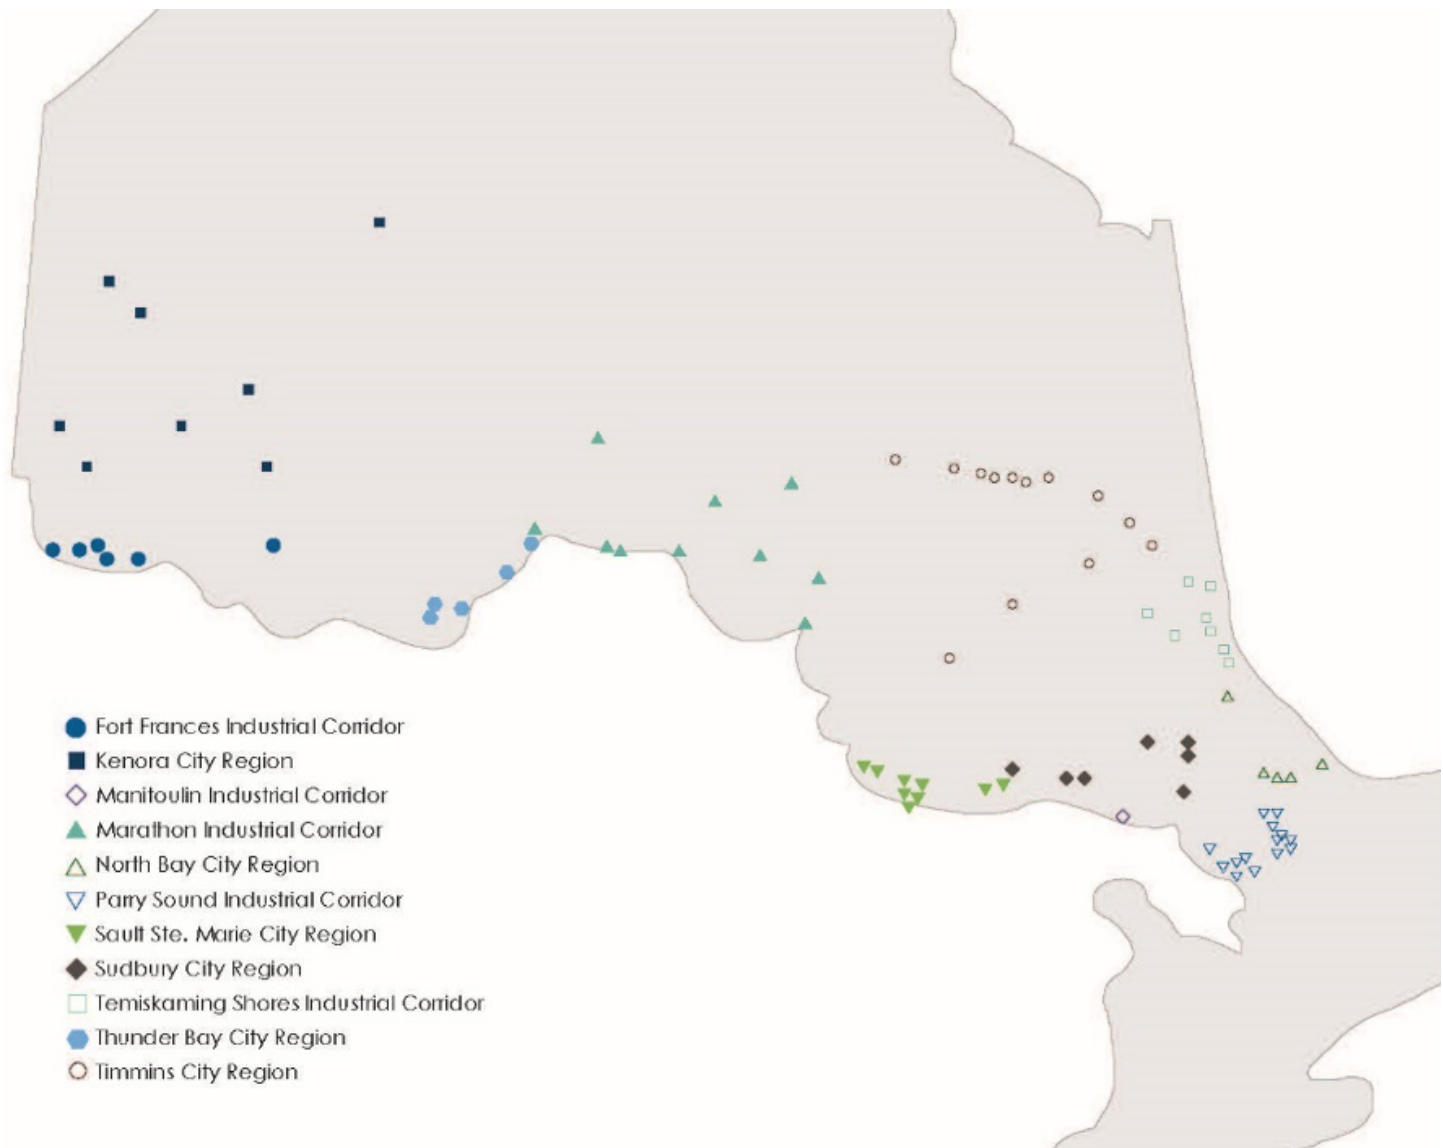 Fort Frances Industrial Corridor
Kenora City Region
Manitoulin Industrial Corridor
Marathon Industrial Corridor
North Bay City Region
Parry Sound Industrial Corridor
Sault Ste. Marie City Region
Sudbury City Region
Temiskaming Shores Industrial Corridor
Thunder Bay City Region
Timmins City Region